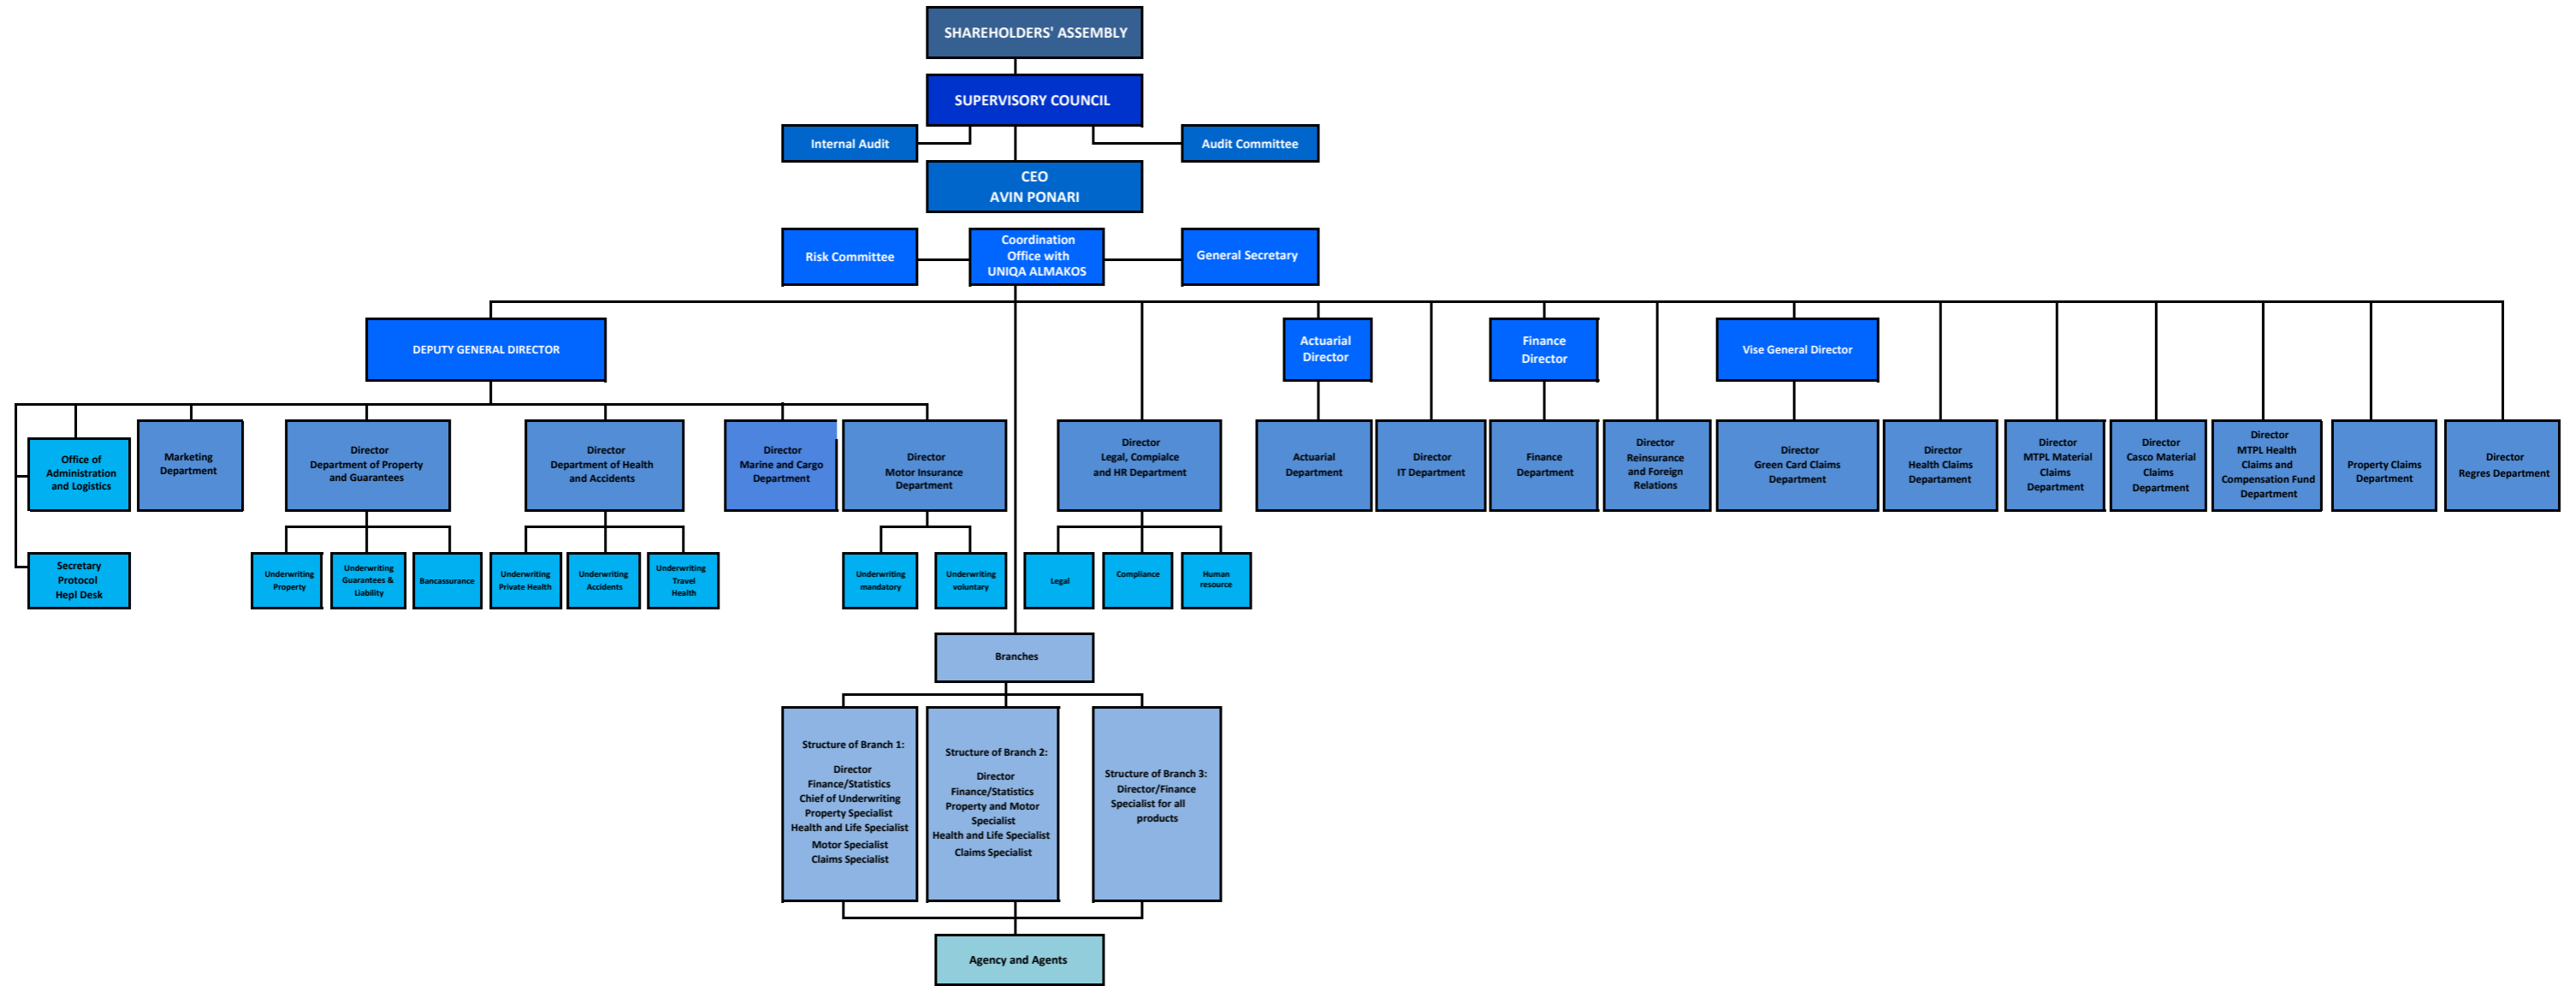 SHAREHOLDERS' ASSEMBLY
SUPERVISORY COUNCIL
Internal Audit
Audit Committee
CEO
AVIN PONARI
Risk Committee
Coordination
Office with
UNIQA ALMAKOS
General Secretary
DEPUTY GENERAL DIRECTOR
Actuarial
Director
Finance
Director
Vise General Director
Office of
Administration
and Logistics
Marketing
Department
Director
Department of Property
and Guarantees
Director
Department of Health
and Accidents
Director
Marine and Cargo
Department
Director
Motor Insurance
Department
Director
Legal, Compialce
and HR Department
Actuarial
Department
Director
IT Department
Finance
Department
Director
Reinsurance
and Foreign
Relations
Director
Green Card Claims
Department
Director
Health Claims
Departament
Director
MTPL Material
Claims
Department
Director
Casco Material
Claims
Department
Director
MTPL Health
Claims and
Compensation Fund
Department
Property Claims
Department
Director
Regres Department
Secretary
Protocol
Hepl Desk
Underwriting
Property
Underwriting
Guarantees &
Liability
Bancassurance
Underwriting
Private Health
Underwriting
Accidents
Underwriting
Travel
Health
Underwriting
mandatory
Underwriting
voluntary
Legal
Compliance
Human
resource
Branches
Structure of Branch 1:
Director
Finance/Statistics
Chief of Underwriting
Property Specialist
Health and Life Specialist
Motor Specialist
Claims Specialist
Structure of Branch 2:
Director
Finance/Statistics
Property and Motor
Specialist
Health and Life Specialist
Claims Specialist
Structure of Branch 3:
Director/Finance
Specialist for all
products
Agency and Agents